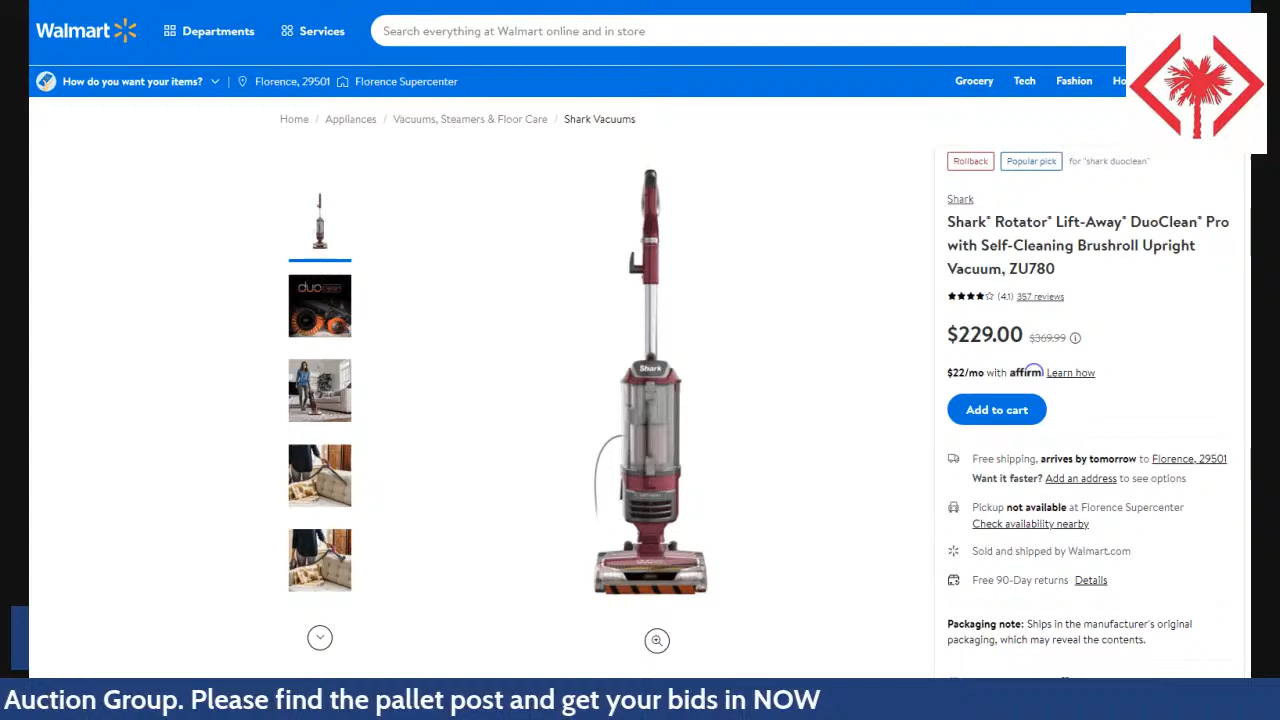 Walmart
Departments
Services
Search everything at Walmart online and in store
How do you want your items?
Florence, 29501
Florence Supercenter
Grocery
Tech
Fashion
Ho
Home / Appliances / Vacuums, Steamers & Floor Care / Shark Vacuums
Rollback
Popular pick
for "shark duoclean"
Shark
Shark® Rotator® Lift-Away® DuoClean® Pro
with Self-Cleaning Brushroll Upright
Vacuum, ZU780
(4.1) 357 reviews
$229.00 $369.99
$22/mo with affirm Learn how
Add to cart
Free shipping, arrives by tomorrow to Florence, 29501
Want it faster? Add an address to see options
Pickup not available at Florence Supercenter
Check availability nearby
Sold and shipped by Walmart.com
Free 90-Day returns Details
Packaging note: Ships in the manufacturer's original
packaging, which may reveal the contents.
duo
Shark
Auction Group. Please find the pallet post and get your bids in NOW